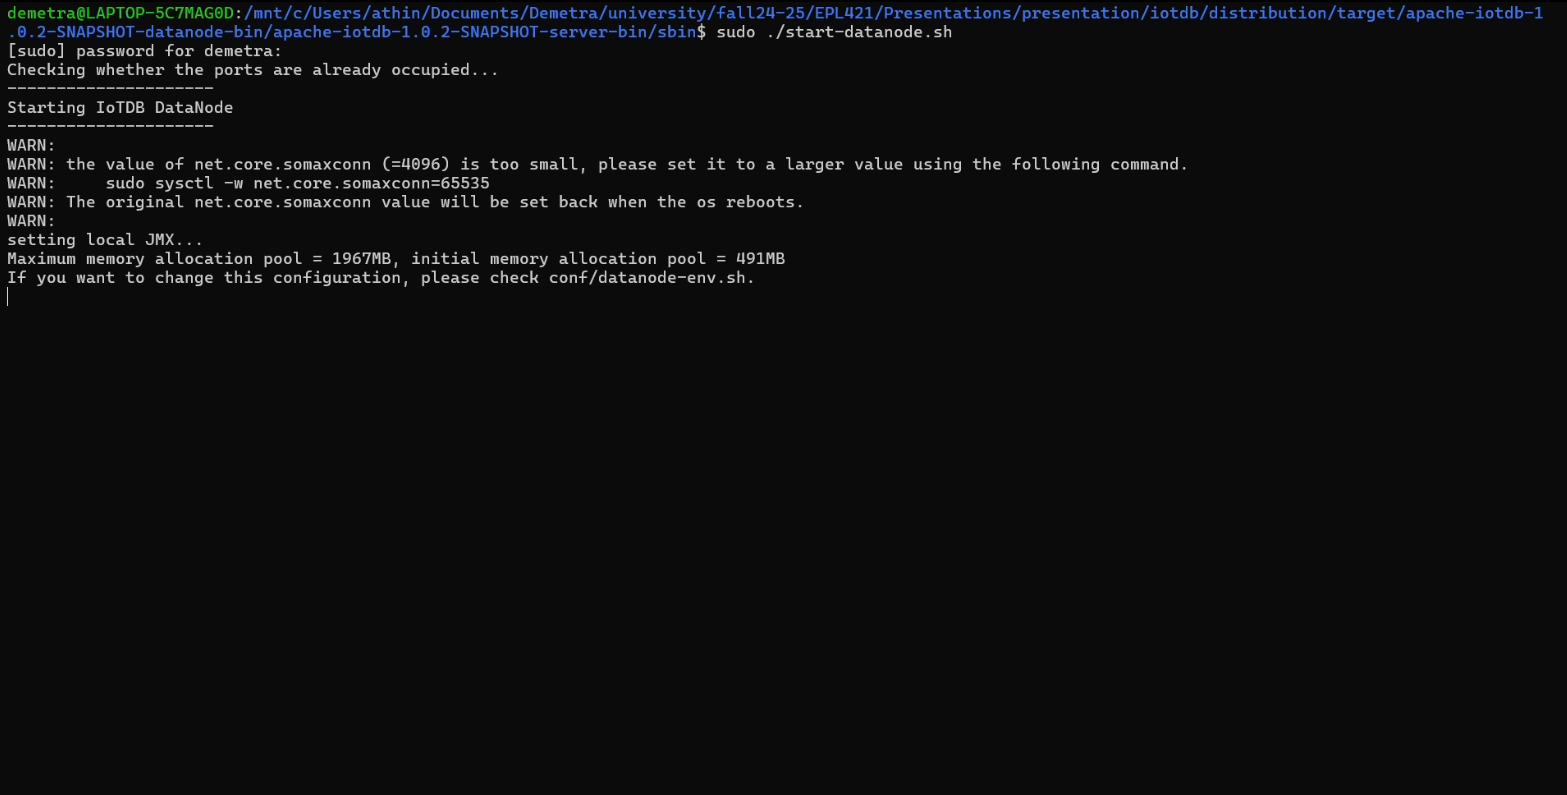 demetra@LAPTOP-5C7MAG0D:/mnt/c/Users/athin/Documents/Demetra/university/fall24-25/EPL421/Presentations/presentation/iotdb/distribution/target/apache-iotdb-1
.0.2-SNAPSHOT-datanode-bin/apache-iotdb-1.0.2-SNAPSHOT-server-bin/sbin$ sudo ./start-datanode.sh
[sudo] password for demetra:
Checking whether the ports are already occupied...
---------------------
Starting IoTDB DataNode
---------------------
WARN:
WARN: the value of net.core.somaxconn (=4096) is too small, please set it to a larger value using the following command.
WARN:     sudo sysctl -w net.core.somaxconn=65535
WARN: The original net.core.somaxconn value will be set back when the os reboots.
WARN:
setting local JMX...
Maximum memory allocation pool = 1967MB, initial memory allocation pool = 491MB
If you want to change this configuration, please check conf/datanode-env.sh.